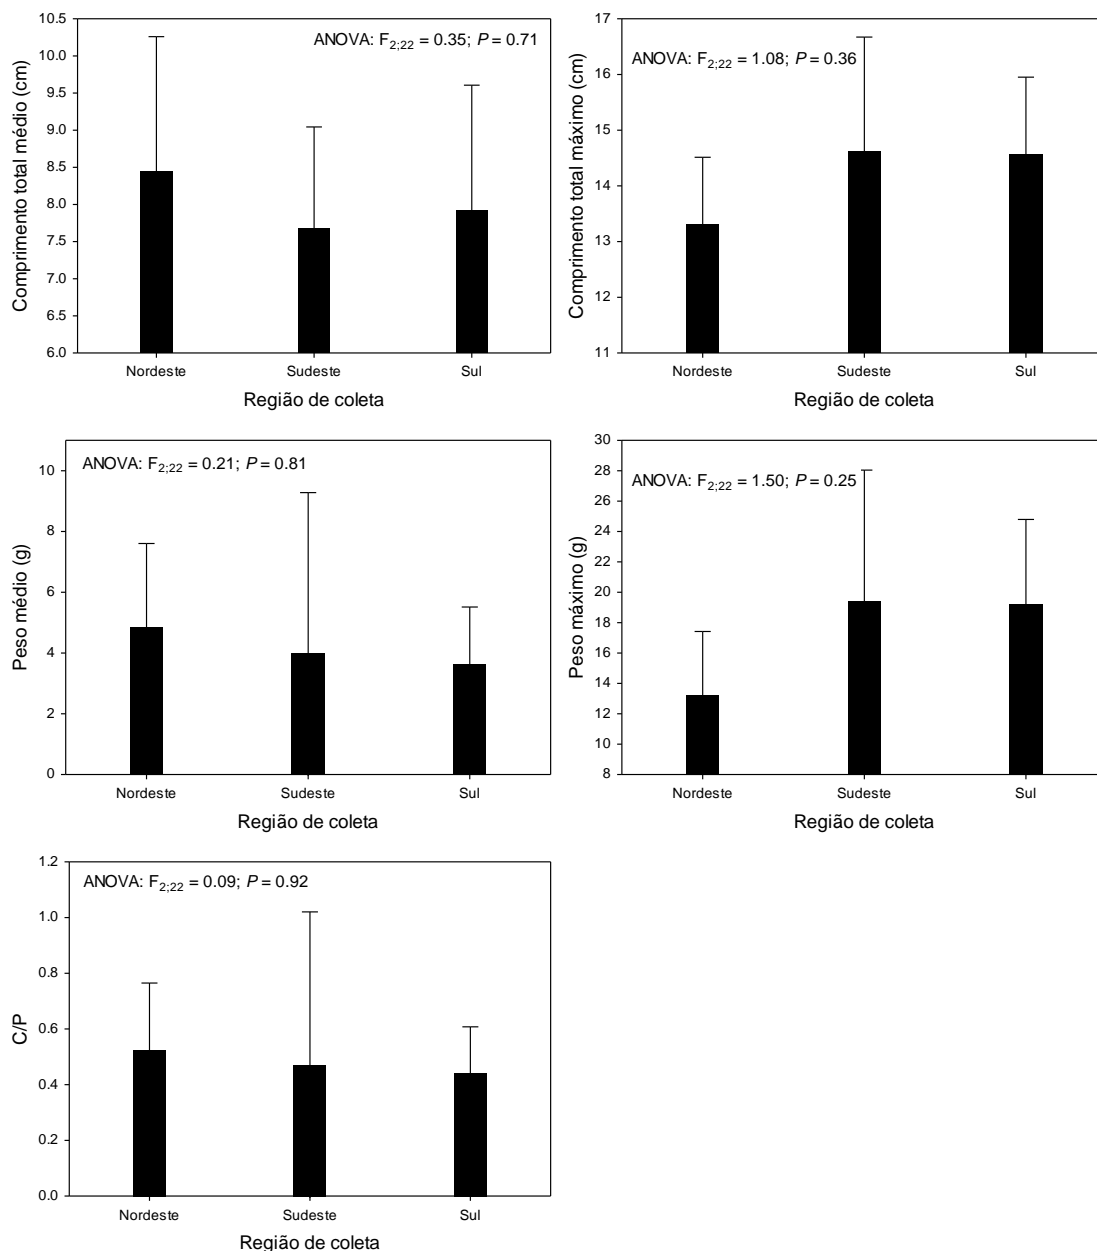 Comprimento total médio (cm)
10.5
10.0
9.5
9.0
8.5
8.0
7.5
7.0
6.5
6.0
ANOVA: F2;22 = 0.35; P = 0.71
Nordeste Sudeste Sul
Região de coleta
Comprimento total máximo (cm)
17
16
15
14
13
12
11
ANOVA: F2;22 = 1.08; P = 0.36
Nordeste Sudeste Sul
Região de coleta
Peso médio (g)
10
8
6
4
2
0
ANOVA: F2;22 = 0.21; P = 0.81
Nordeste Sudeste Sul
Região de coleta
Peso máximo (g)
30
28
26
24
22
20
18
16
14
12
10
8
ANOVA: F2;22 = 1.50; P = 0.25
Nordeste Sudeste Sul
Região de coleta
C/P
1.2
1.0
0.8
0.6
0.4
0.2
0.0
ANOVA: F2;22 = 0.09; P = 0.92
Nordeste Sudeste Sul
Região de coleta